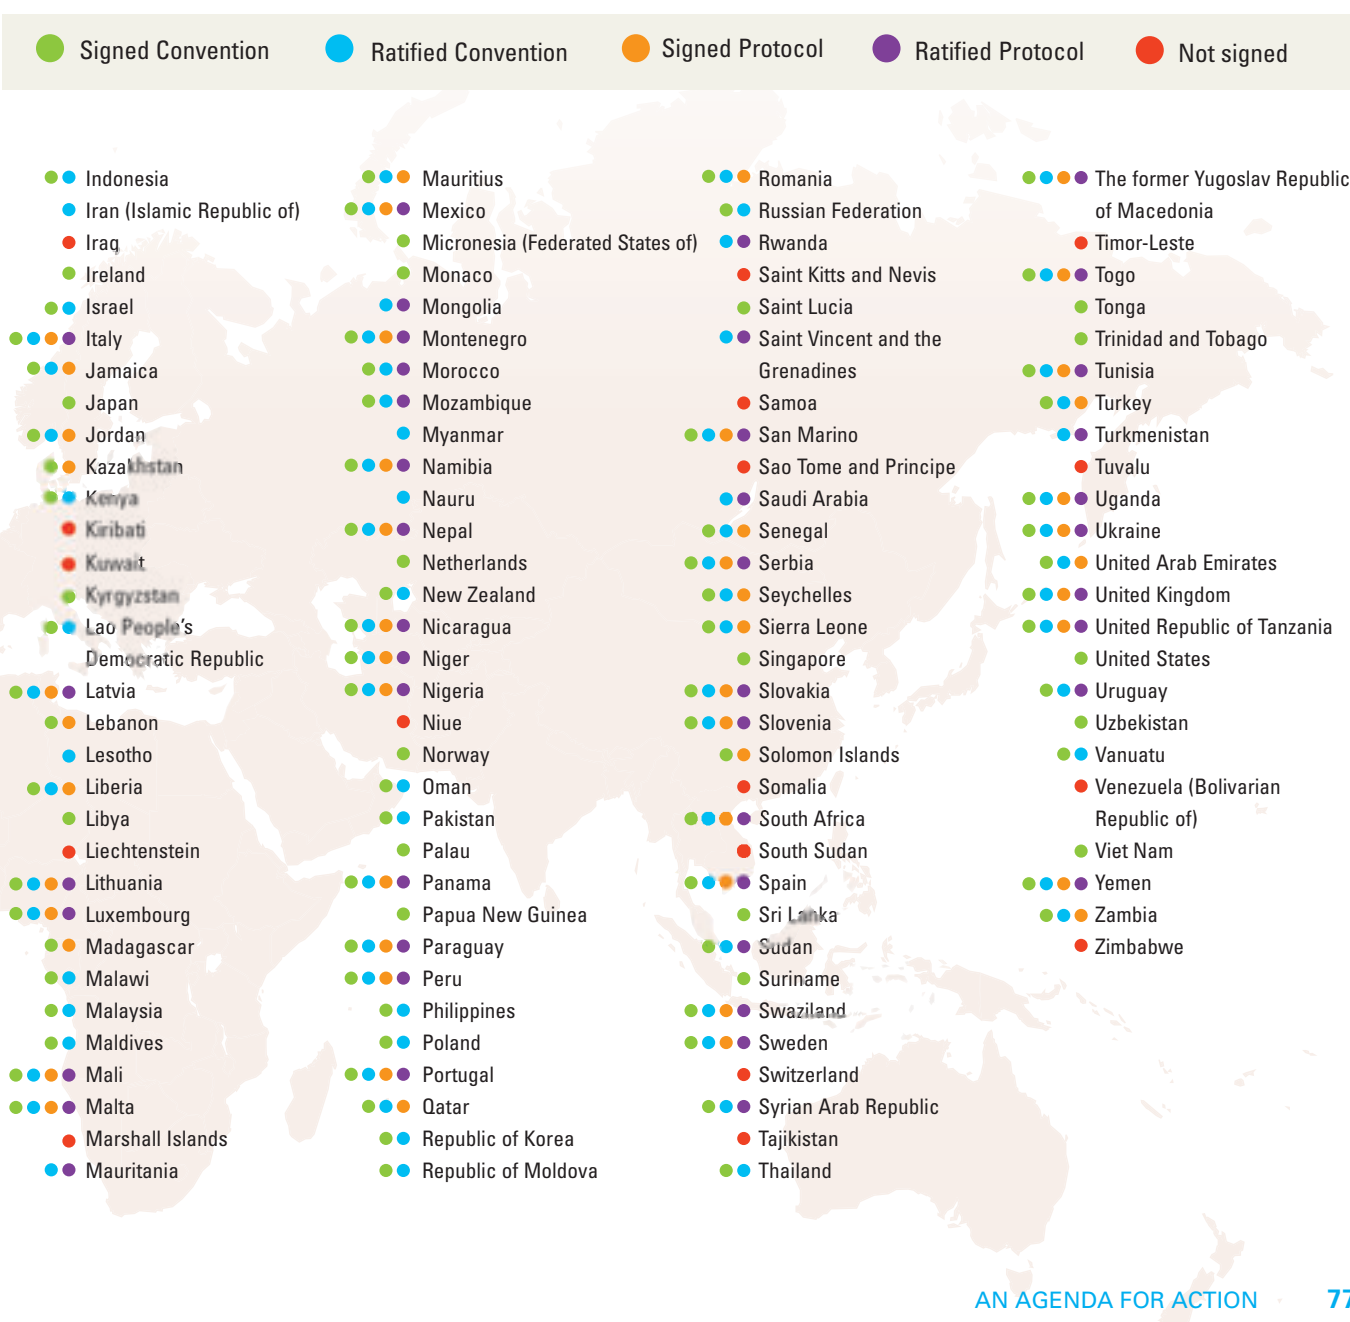 Signed Convention
Ratified Convention
Signed Protocol
Ratified Protocol
Not signed
Indonesia
Iran (Islamic Republic of)
Iraq
Ireland
Israel
Italy
Jamaica
Japan
Jordan
Kazakhstan
Kenya
Kiribati
Kuwait
Kyrgyzstan
Lao People's
Democratic Republic
Latvia
Lebanon
Lesotho
Liberia
Libya
Liechtenstein
Lithuania
Luxembourg
Madagascar
Malawi
Malaysia
Maldives
Mali
Malta
Marshall Islands
Mauritania
Mauritius
Mexico
Micronesia (Federated States of)
Monaco
Mongolia
Montenegro
Morocco
Mozambique
Myanmar
Namibia
Nauru
Nepal
Netherlands
New Zealand
Nicaragua
Niger
Nigeria
Niue
Norway
Oman
Pakistan
Palau
Panama
Papua New Guinea
Paraguay
Peru
Philippines
Poland
Portugal
Qatar
Republic of Korea
Republic of Moldova
Romania
Russian Federation
Rwanda
Saint Kitts and Nevis
Saint Lucia
Saint Vincent and the
Grenadines
Samoa
San Marino
Sao Tome and Principe
Saudi Arabia
Senegal
Serbia
Seychelles
Sierra Leone
Singapore
Slovakia
Slovenia
Solomon Islands
Somalia
South Africa
South Sudan
Spain
Sri Lanka
Sudan
Suriname
Swaziland
Sweden
Switzerland
Syrian Arab Republic
Tajikistan
Thailand
The former Yugoslav Republic
of Macedonia
Timor-Leste
Togo
Tonga
Trinidad and Tobago
Tunisia
Turkey
Turkmenistan
Tuvalu
Uganda
Ukraine
United Arab Emirates
United Kingdom
United Republic of Tanzania
United States
Uruguay
Uzbekistan
Vanuatu
Venezuela (Bolivarian
Republic of)
Viet Nam
Yemen
Zambia
Zimbabwe
AN AGENDA FOR ACTION 77